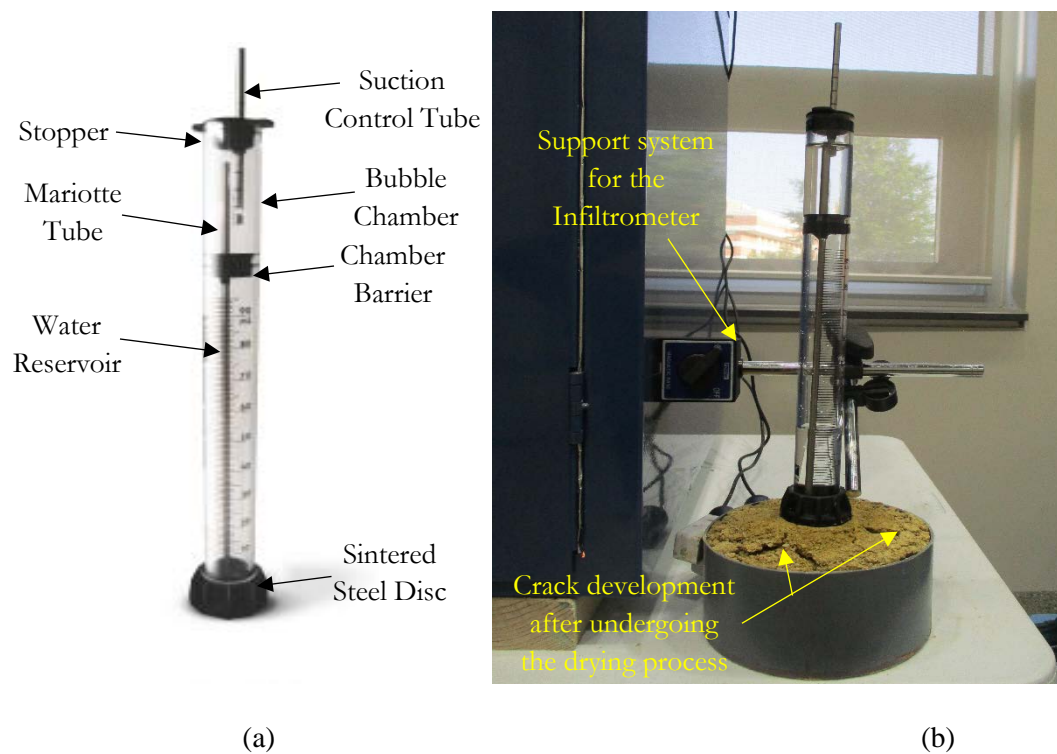 Suction
Control Tube
Stopper
Mariotte
Tube
Bubble
Chamber
Chamber
Barrier
Water
Reservoir
Sintered
Steel Disc
Support system
for the
Infiltrometer
Crack development
after undergoing
the drying process
(a)
(b)